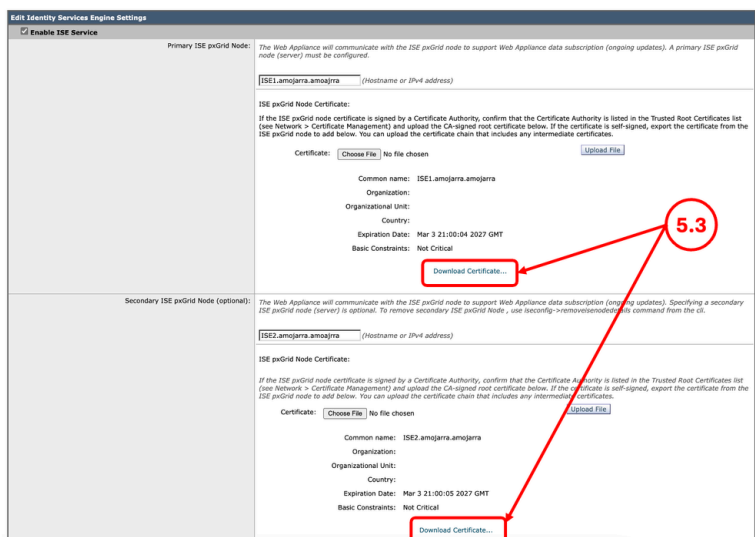 Edit Identity Services Engine Settings
Enable ISE Service
Primary ISE pxGrid Node:
The Web Appliance will communicate with the ISE pxGrid node to support Web Appliance data subscription (ongoing updates). A primary ISE pxGrid
node (server) must be configured.
ISE1.amojarra.amoajrra (Hostname or IPv4 address)
ISE pxGrid Node Certificate:
If the ISE pxGrid node certificate is signed by a Certificate Authority, confirm that the Certificate Authority is listed in the Trusted Root Certificates list
(see Network > Certificate Management) and upload the CA-signed root certificate below. If the certificate is self-signed, export the certificate from the
ISE pxGrid node to add below. You can upload the certificate chain that includes any intermediate certificates.
Certificate: Choose File No file chosen Upload File
Common name: ISE1.amojarra.amojarra
Organization:
Organizational Unit:
Country:
Expiration Date: Mar 3 21:00:04 2027 GMT
Basic Constraints: Not Critical
5.3
Download Certificate...
Secondary ISE pxGrid Node (optional):
The Web Appliance will communicate with the ISE pxGrid node to support Web Appliance data subscription (ongoing updates). Specifying a secondary
ISE pxGrid node (server) is optional. To remove secondary ISE pxGrid Node , use iseconfig->removeisenodedetails command from the cli.
ISE2.amojarra.amoajrra (Hostname or IPv4 address)
ISE pxGrid Node Certificate:
If the ISE pxGrid node certificate is signed by a Certificate Authority, confirm that the Certificate Authority is listed in the Trusted Root Certificates list
(see Network > Certificate Management) and upload the CA-signed root certificate below. If the certificate is self-signed, export the certificate from the
ISE pxGrid node to add below. You can upload the certificate chain that includes any intermediate certificates.
Certificate: Choose File No file chosen Upload File
Common name: ISE2.amojarra.amojarra
Organization:
Organizational Unit:
Country:
Expiration Date: Mar 3 21:00:05 2027 GMT
Basic Constraints: Not Critical
Download Certificate...